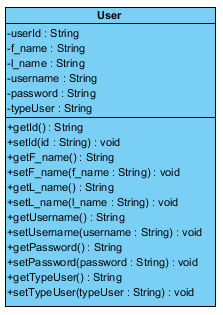 User
-userId : String
-f_name : String
-l_name : String
-username : String
-password : String
-typeUser : String
+getId() : String
+setId(id : String) : void
+getF_name() : String
+setF_name(f_name : String) : void
+getL_name() : String
+setL_name(l_name : String) : void
+getUsername() : String
+setUsername(username : String) : void
+getPassword() : String
+setPassword(password : String) : void
+getTypeUser() : String
+setTypeUser(typeUser : String) : void